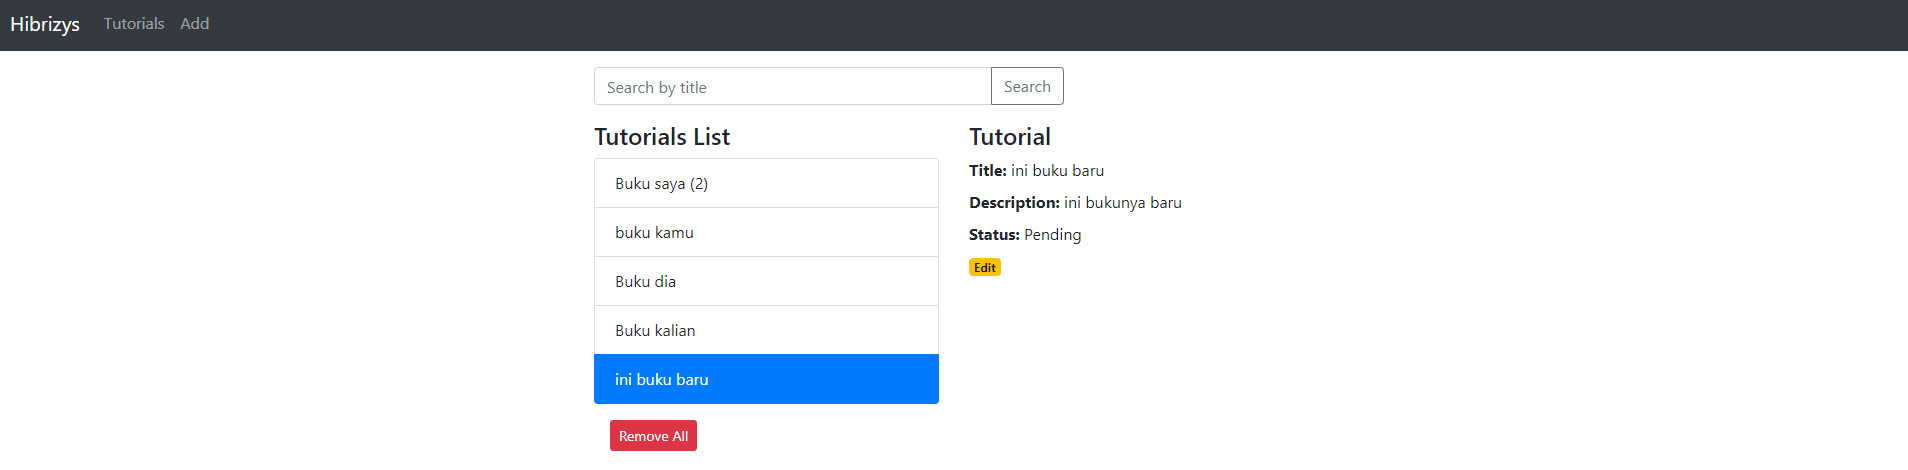 Hibrizys Tutorials Add
Search by title Search
Tutorials List
Buku saya (2)
buku kamu
Buku dia
Buku kalian
ini buku baru
Remove All
Tutorial
Title: ini buku baru
Description: ini bukunya baru
Status: Pending
Edit